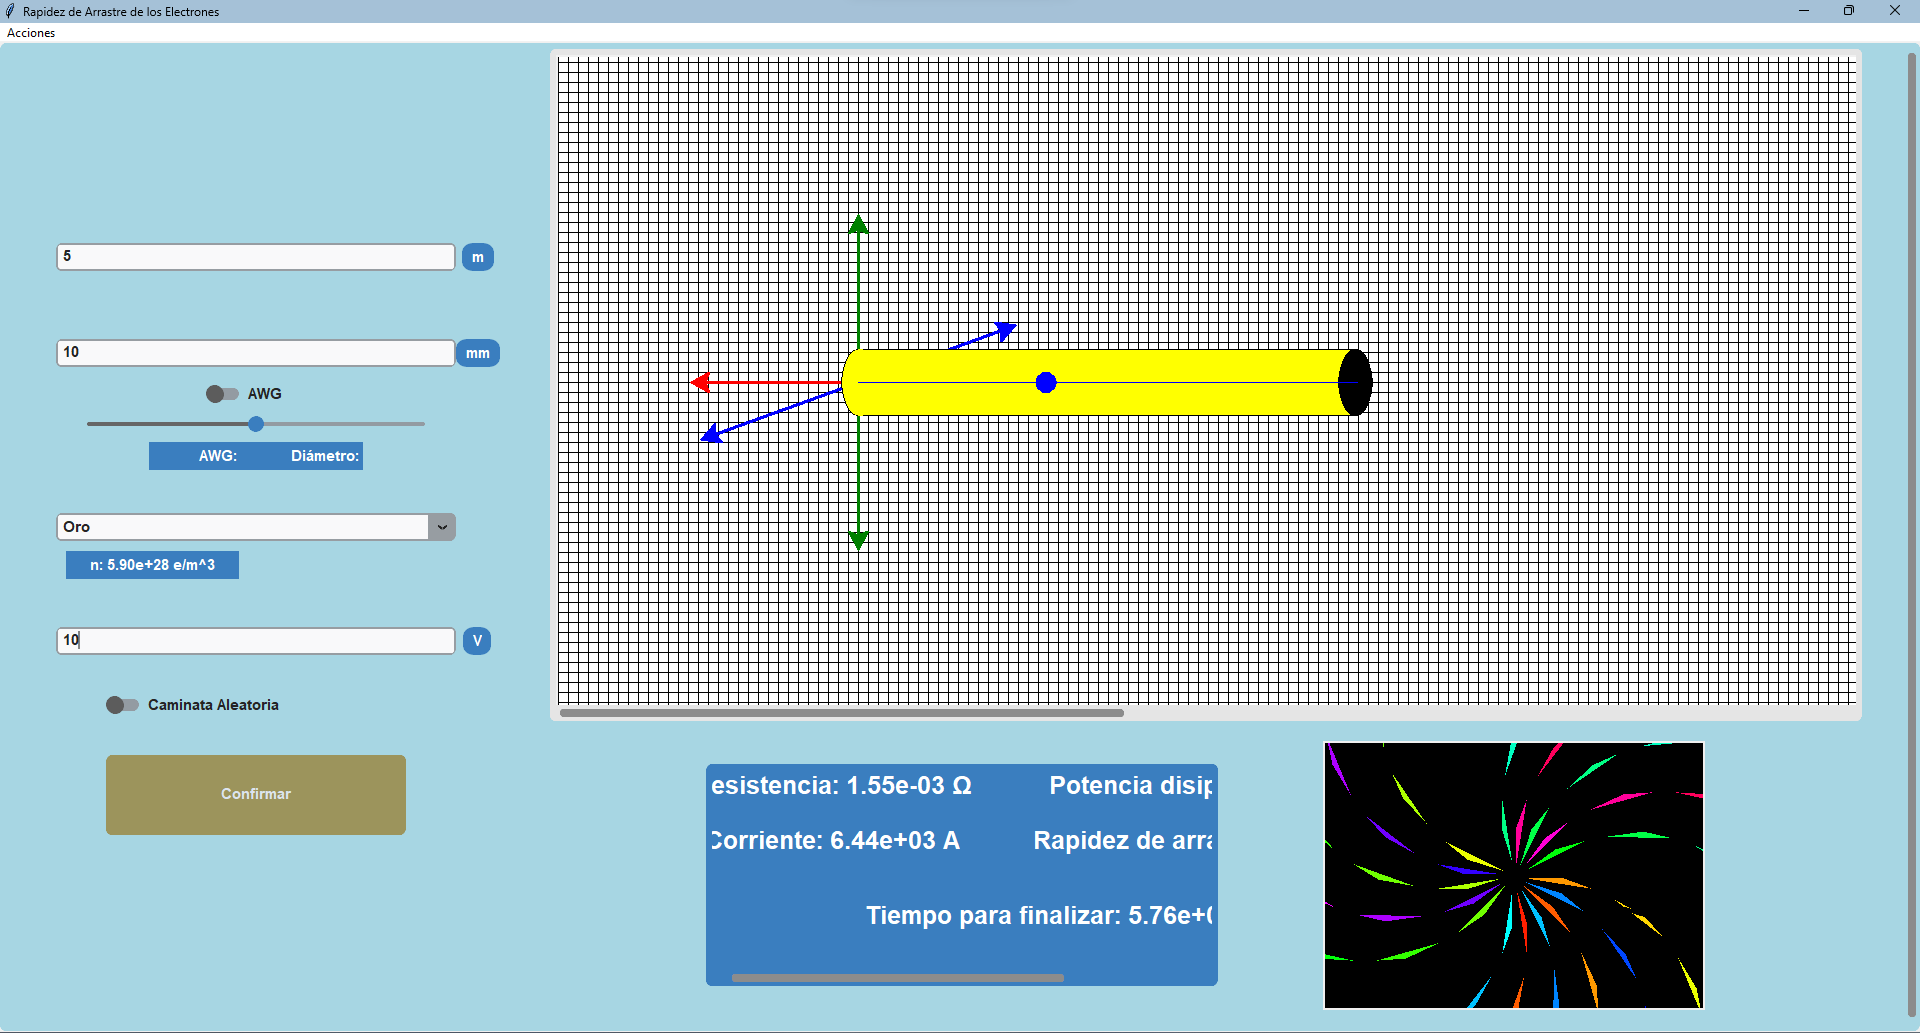 Rapidez de Arrastre de los Electrones
Acciones
5 m
10 mm
AWG
AWG: Diámetro:
Oro
n: 5.90e+28 e/m^3
10 V
Caminata Aleatoria
Confirmar
esistencia: 1.55e-03 Ω Potencia disip
Corriente: 6.44e+03 A Rapidez de arra
Tiempo para finalizar: 5.76e+0